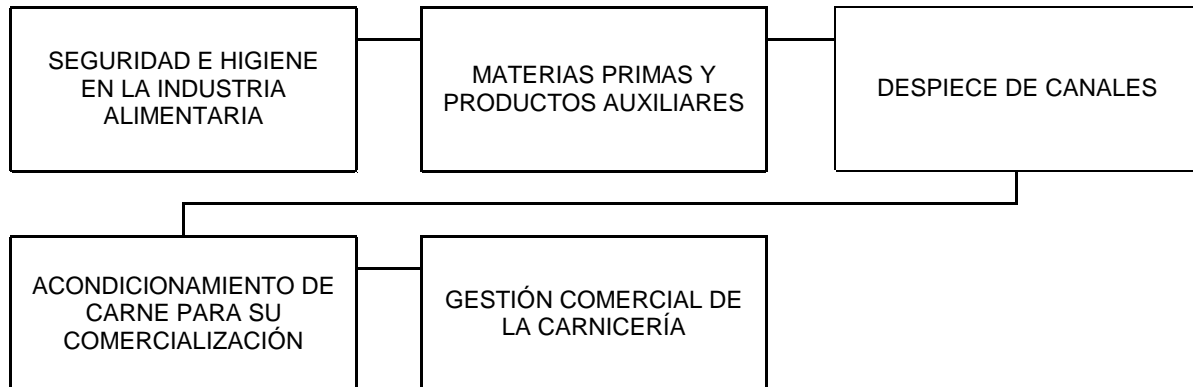 SEGURIDAD E HIGIENE
EN LA INDUSTRIA
ALIMENTARIA
MATERIAS PRIMAS Y
PRODUCTOS AUXILIARES
DESPIECE DE CANALES
ACONDICIONAMIENTO DE
CARNE PARA SU
COMERCIALIZACIÓN
GESTIÓN COMERCIAL DE
LA CARNICERÍA